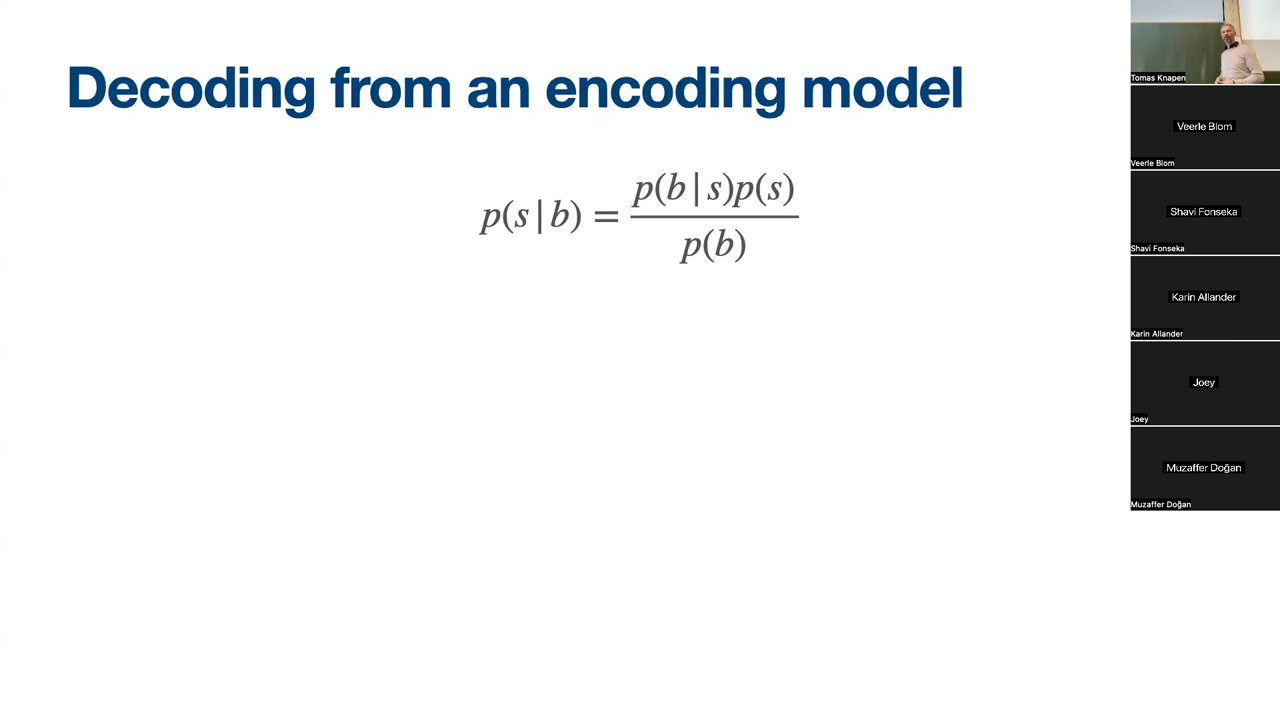 Decoding from an encoding model
p(s|b) = p(b|s)p(s) / p(b)
Tomas Knapen
Veerle Blom
Veerle Blom
Shavi Fonseka
Shavi Fonseka
Karin Allander
Karin Allander
Joey
Joey
Muzaffer Doğan
Muzaffer Doğan